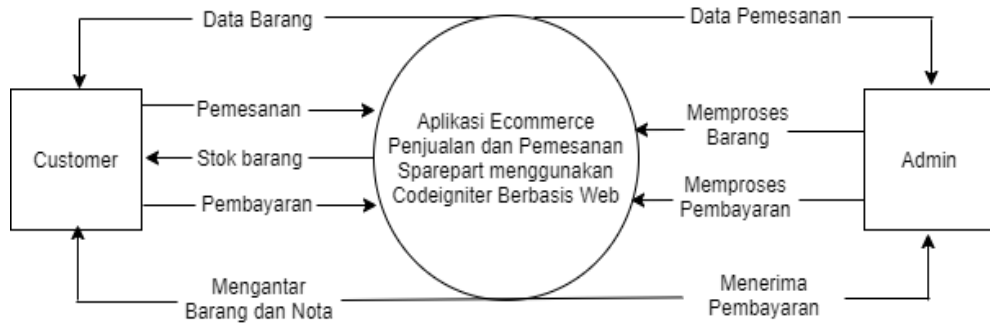 Data Barang
Data Pemesanan
Customer
Pemesanan
Stok barang
Pembayaran
Aplikasi Ecommerce
Penjualan dan Pemesanan
Sparepart menggunakan
Codeigniter Berbasis Web
Memproses
Barang
Memproses
Pembayaran
Admin
Mengantar
Barang dan Nota
Menerima
Pembayaran